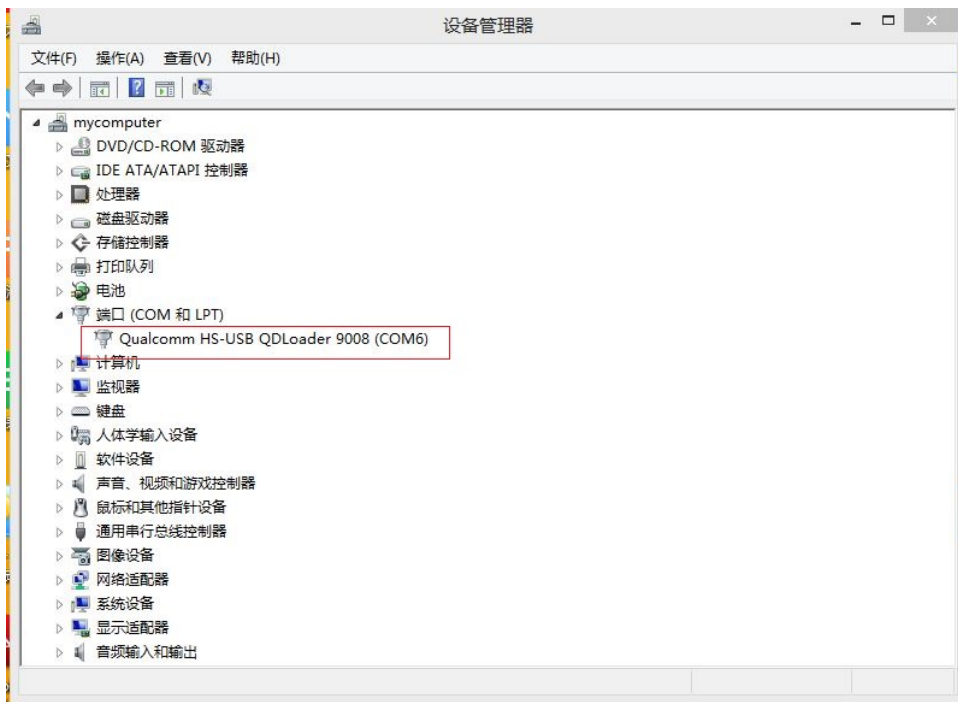 设备管理器
文件(F) 操作(A) 查看(V) 帮助(H)
mycomputer
DVD/CD-ROM 驱动器
IDE ATA/ATAPI 控制器
处理器
磁盘驱动器
存储控制器
打印队列
电池
端口 (COM 和 LPT)
Qualcomm HS-USB QDLoader 9008 (COM6)
计算机
监视器
键盘
人体学输入设备
软件设备
声音、视频和游戏控制器
鼠标和其他指针设备
通用串行总线控制器
图像设备
网络适配器
系统设备
显示适配器
音频输入和输出